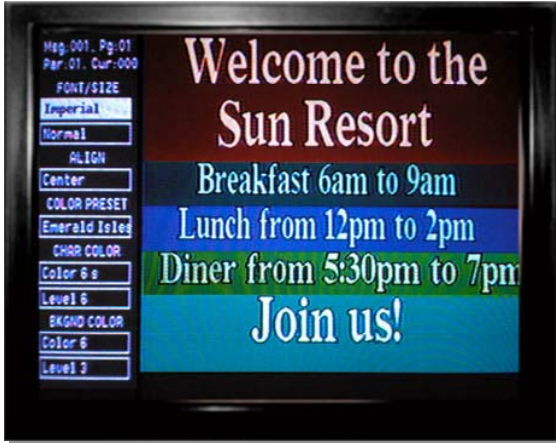 Msg:001, Pg:01
Par:01, Cur:000
FONT/SIZE
Imperial
Normal
ALIGN
Center
COLOR PRESET
Emerald Isles
CHAR COLOR
Color 6 s
Level 6
BKGND COLOR
Color 6
Level 3
Welcome to the
Sun Resort
Breakfast 6am to 9am
Lunch from 12pm to 2pm
Diner from 5:30pm to 7pm
Join us!